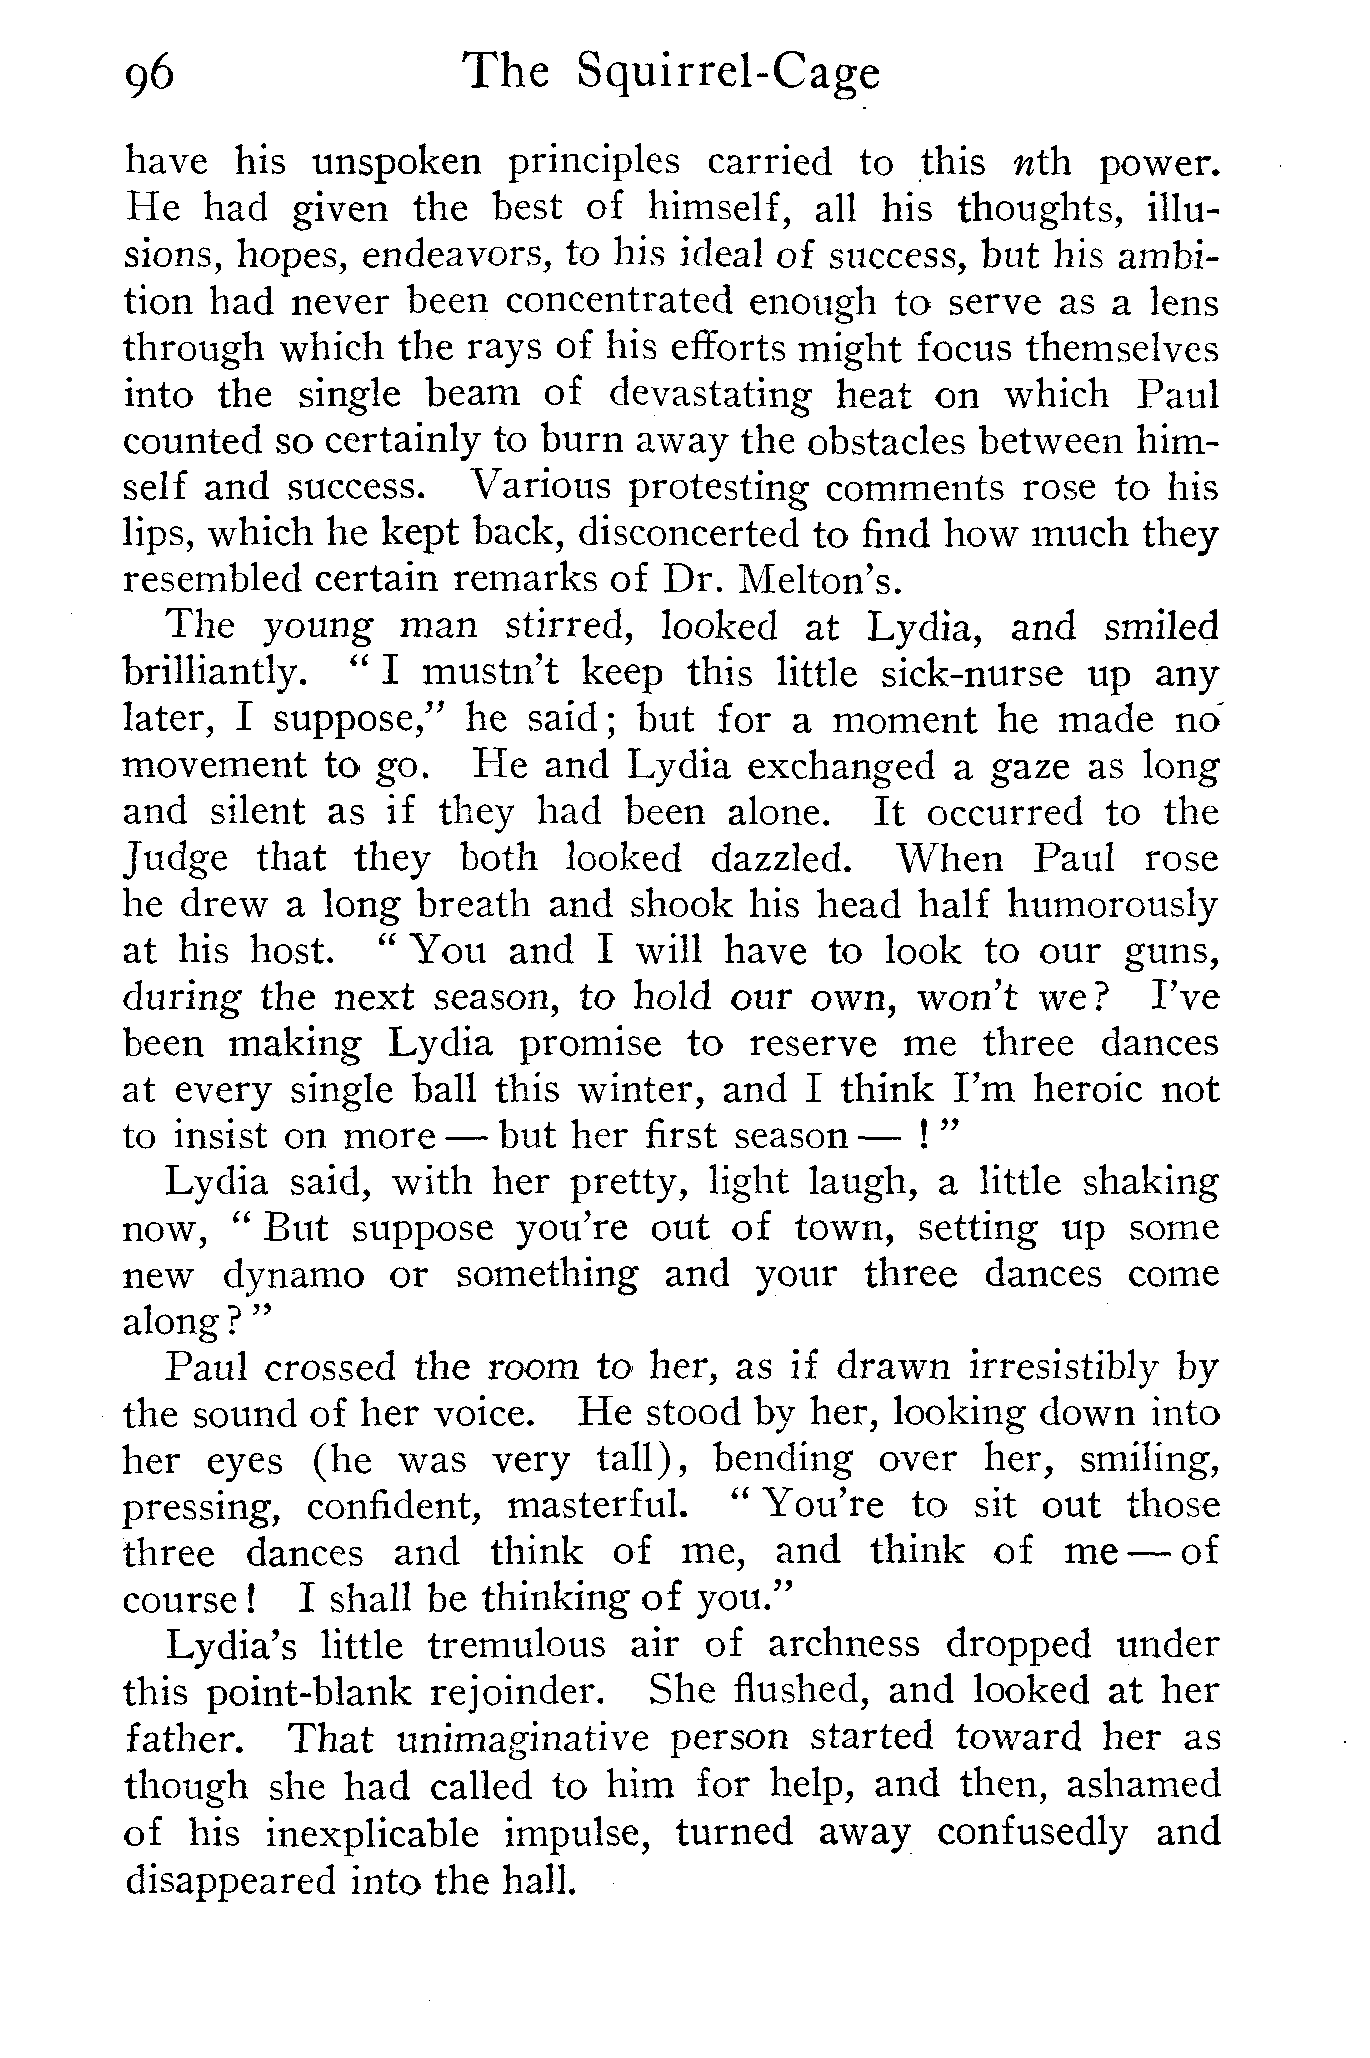 96 The Squirrel-Cage
have his unspoken principles carried to this nth power.
He had given the best of himself, all his thoughts, illu-
sions, hopes, endeavors, to his ideal of success, but his ambi-
tion had never been concentrated enough to serve as a lens
through which the rays of his efforts might focus themselves
into the single beam of devastating heat on which Paul
counted so certainly to burn away the obstacles between him-
self and success. Various protesting comments rose to his
lips, which he kept back, disconcerted to find how much they
resembled certain remarks of Dr. Melton's.
The young man stirred, looked at Lydia, and smiled
brilliantly. “ I mustn't keep this little sick-nurse up any
later, I suppose,” he said; but for a moment he made no
movement to go. He and Lydia exchanged a gaze as long
and silent as if they had been alone. It occurred to the
Judge that they both looked dazzled. When Paul rose
he drew a long breath and shook his head half humorously
at his host. “ You and I will have to look to our guns,
during the next season, to hold our own, won't we? I've
been making Lydia promise to reserve me three dances
at every single ball this winter, and I think I'm heroic not
to insist on more — but her first season — ! ”
Lydia said, with her pretty, light laugh, a little shaking
now, “ But suppose you're out of town, setting up some
new dynamo or something and your three dances come
along? ”
Paul crossed the room to her, as if drawn irresistibly by
the sound of her voice. He stood by her, looking down into
her eyes (he was very tall), bending over her, smiling,
pressing, confident, masterful. “ You're to sit out those
three dances and think of me, and think of me — of
course! I shall be thinking of you.”
Lydia's little tremulous air of archness dropped under
this point-blank rejoinder. She flushed, and looked at her
father. That unimaginative person started toward her as
though she had called to him for help, and then, ashamed
of his inexplicable impulse, turned away confusedly and
disappeared into the hall.